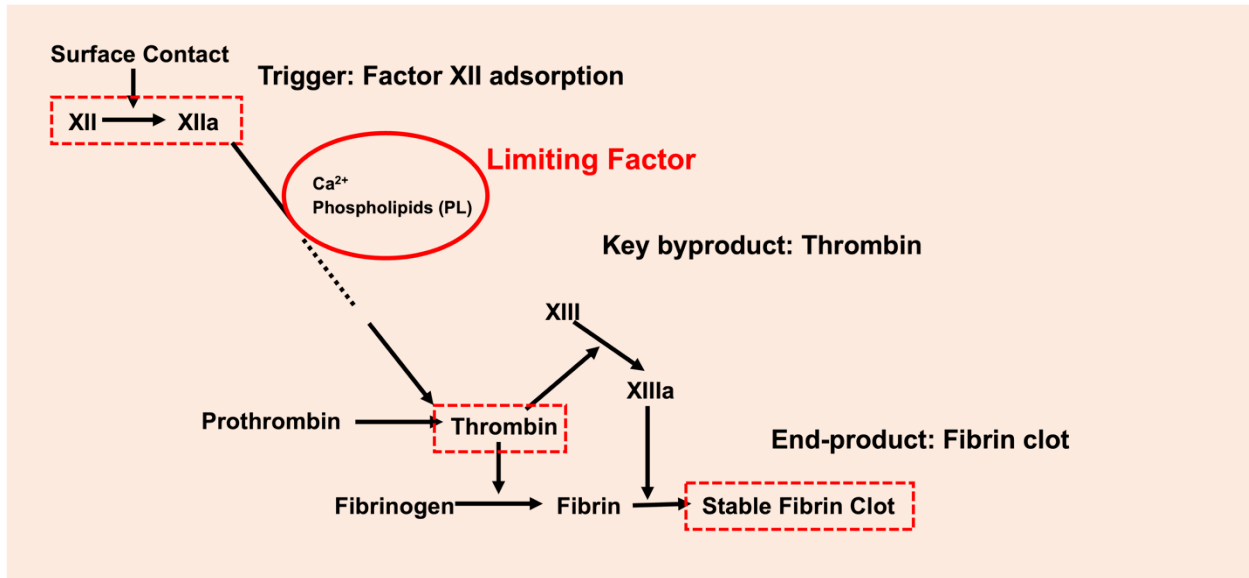 Surface Contact
Trigger: Factor XII adsorption
XII
XIIa
Limiting Factor
Ca²⁺
Phospholipids (PL)
Key byproduct: Thrombin
XIII
XIIIa
Prothrombin
Thrombin
End-product: Fibrin clot
Fibrinogen
Fibrin
Stable Fibrin Clot